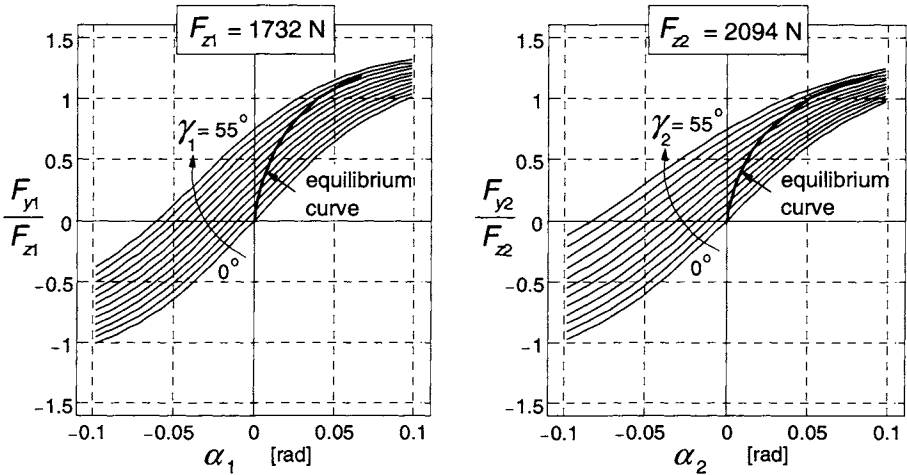 F_z1 = 1732 N
1.5
1
0.5
0
-0.5
-1
-1.5
F_y1
F_z1
γ_1 = 55°
equilibrium
curve
0°
-0.1
-0.05
0
0.05
0.1
α_1 [rad]
F_z2 = 2094 N
1.5
1
0.5
0
-0.5
-1
-1.5
F_y2
F_z2
γ_2 = 55°
equilibrium
curve
0°
-0.1
-0.05
0
0.05
0.1
α_2 [rad]